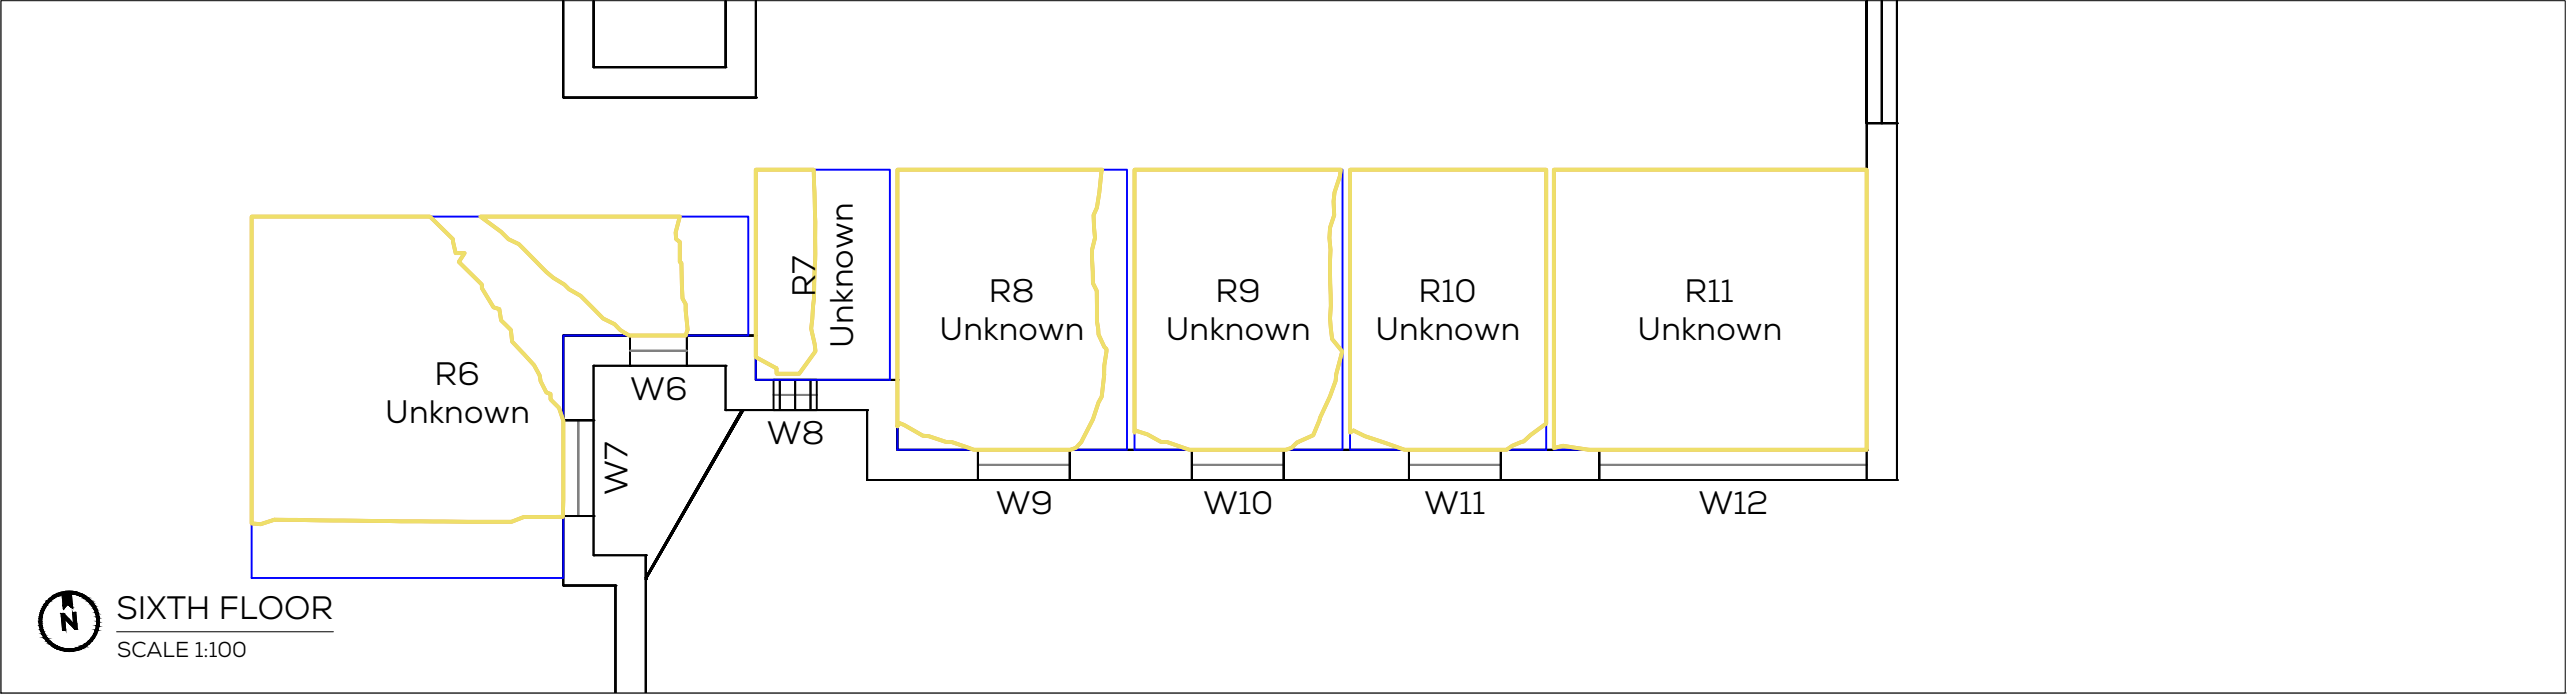 R6
Unknown
W6
W7
R7
Unknown
W8
R8
Unknown
W9
R9
Unknown
W10
R10
Unknown
W11
R11
Unknown
W12
N
SIXTH FLOOR
SCALE 1:100